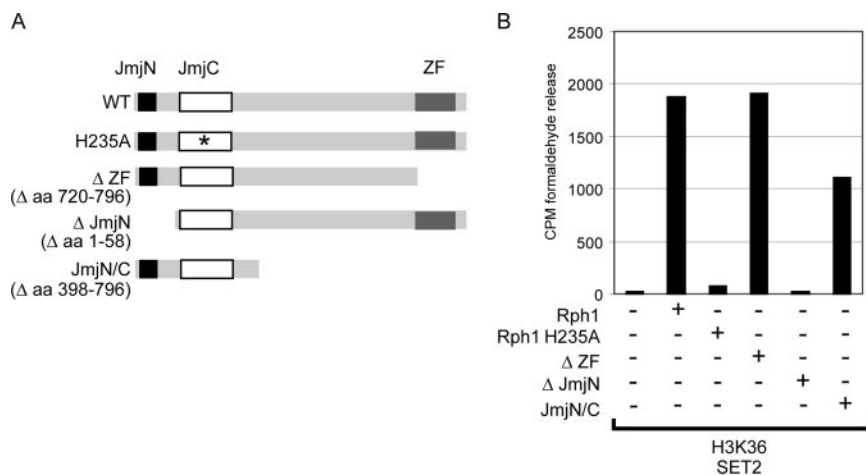 A
JmjN JmjC ZF
WT
H235A *
Δ ZF
(Δ aa 720-796)
Δ JmjN
(Δ aa 1-58)
JmjN/C
(Δ aa 398-796)
B
CPM formaldehyde release
2500
2000
1500
1000
500
0
Rph1 - + - - - -
Rph1 H235A - - + - - -
Δ ZF - - - + - -
Δ JmjN - - - - + -
JmjN/C - - - - - +
H3K36
SET2